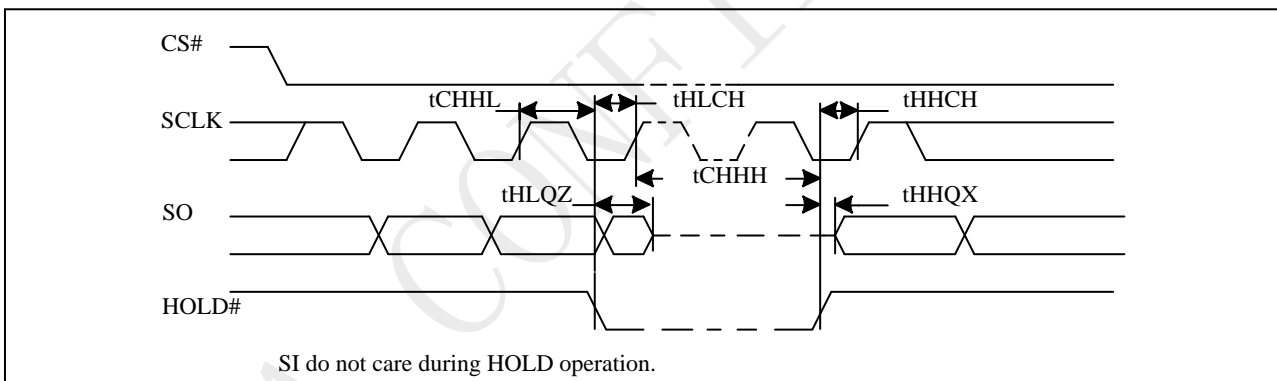 CS#
tCHHL
tHLCH
tHHCH
SCLK
tCHHH
tHLQZ
tHHQX
SO
HOLD#
SI do not care during HOLD operation.